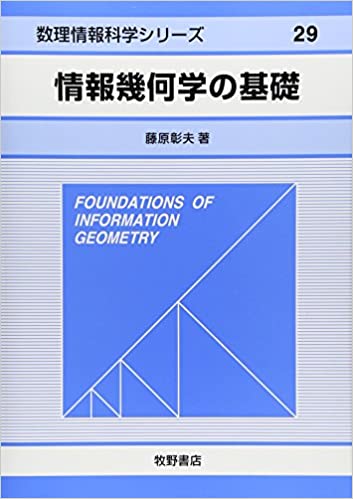 数理情報科学シリーズ 29
情報幾何学の基礎
藤原彰夫 著
FOUNDATIONS OF
INFORMATION
GEOMETRY
牧野書店